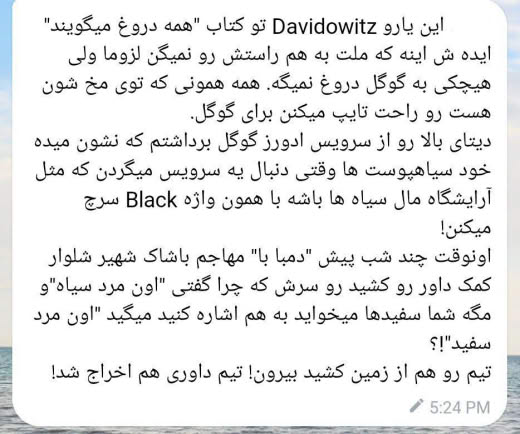 این یارو Davidowitz تو کتاب "همه دروغ میگویند"
ایده ش اینه که ملت به هم راستش رو نمیگن لزوما ولی
هیچکی به گوگل دروغ نمیگه. همه همونی که توی مخ شون
هست رو راحت تایپ میکنن برای گوگل.
دیتای بالا رو از سرویس ادورز گوگل برداشتم که نشون میده
خود سیاهپوست ها وقتی دنبال یه سرویس میگردن که مثل
آرایشگاه مال سیاه ها باشه با همون واژه Black سرچ
میکنن!
اونوقت چند شب پیش "دمبا با" مهاجم باشاک شهیر شلوار
کمک داور رو کشید رو سرش که چرا گفتی "اون مرد سیاه"و
مگه شما سفیدها میخواید به هم اشاره کنید میگید "اون مرد
سفید"!؟
تیم رو هم از زمین کشید بیرون! تیم داوری هم اخراج شد!
5:24 PM